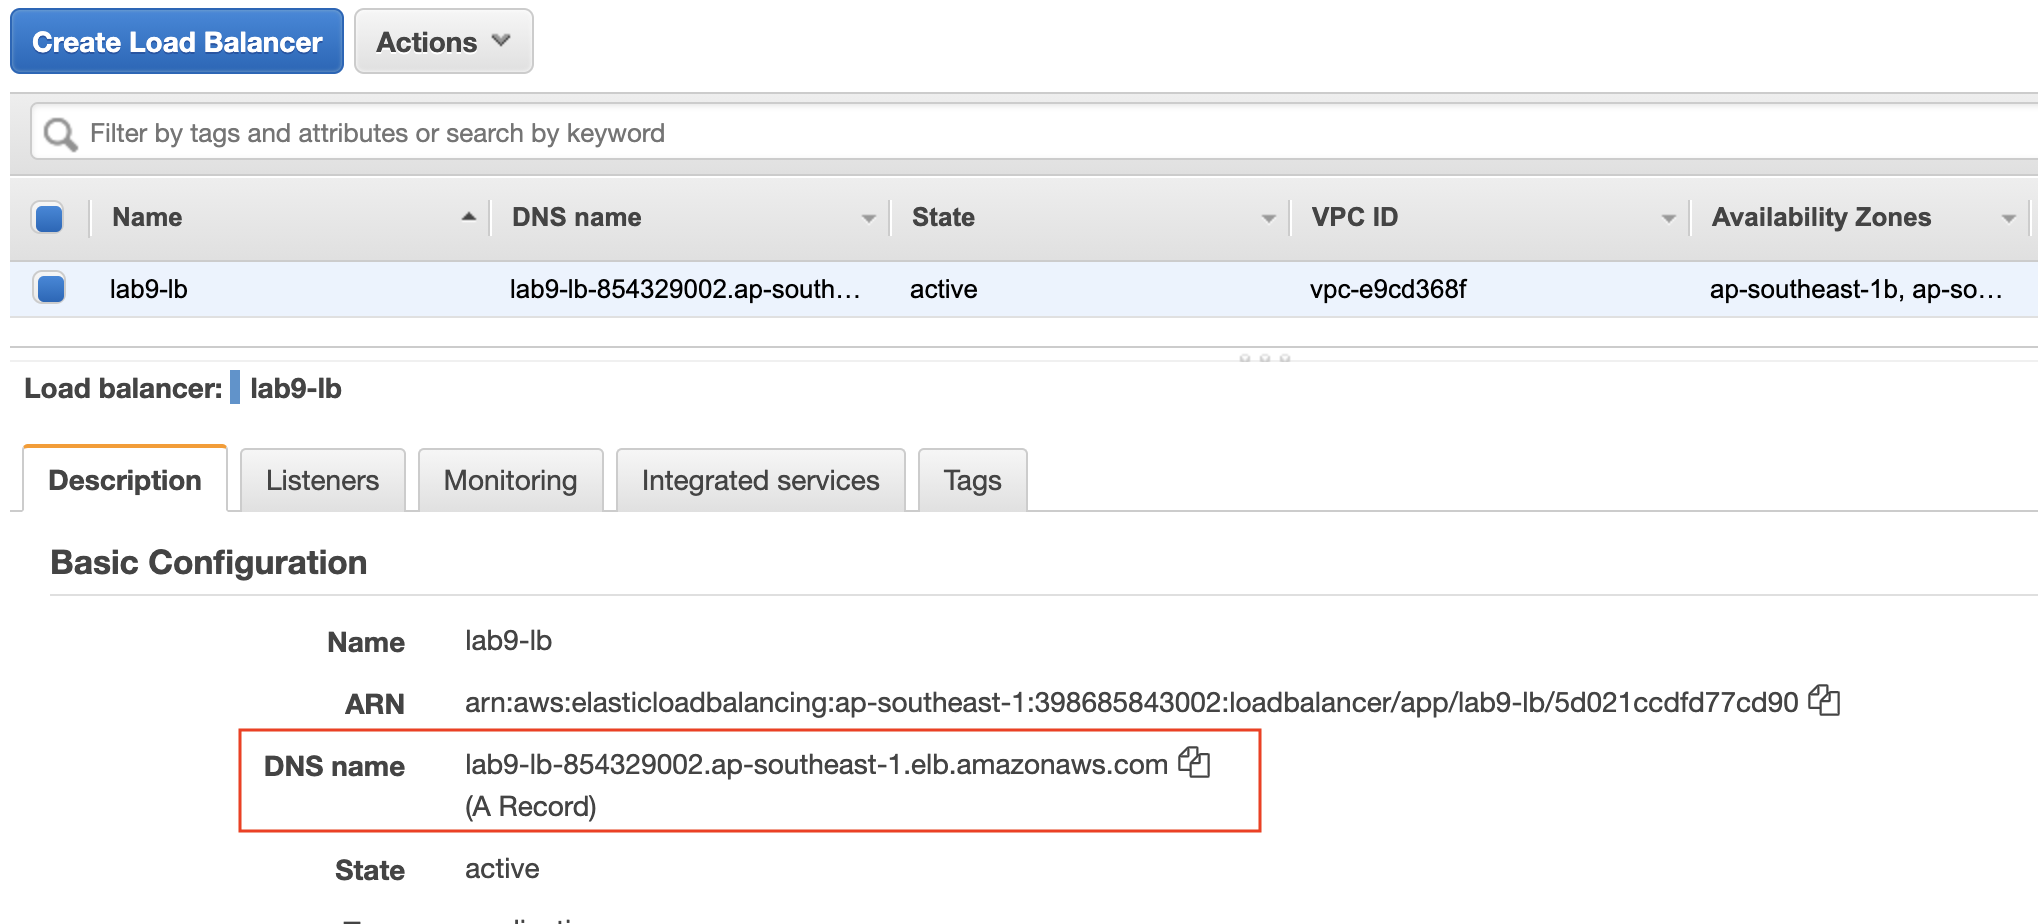 Create Load Balancer Actions
Filter by tags and attributes or search by keyword
Name DNS name State VPC ID Availability Zones
lab9-lb lab9-lb-854329002.ap-south… active vpc-e9cd368f ap-southeast-1b, ap-so…
Load balancer: lab9-lb
Description Listeners Monitoring Integrated services Tags
Basic Configuration
Name lab9-lb
ARN arn:aws:elasticloadbalancing:ap-southeast-1:398685843002:loadbalancer/app/lab9-lb/5d021ccdfd77cd90
DNS name lab9-lb-854329002.ap-southeast-1.elb.amazonaws.com
(A Record)
State active